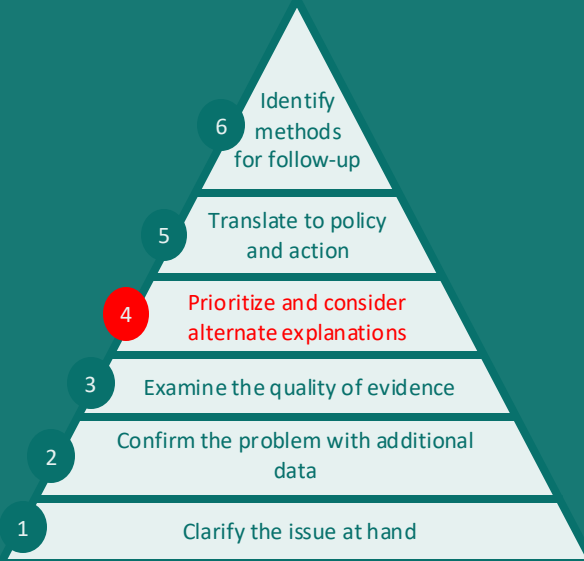 6
Identify
methods
for follow-up
5
Translate to policy
and action
4
Prioritize and consider
alternate explanations
3
Examine the quality of evidence
2
Confirm the problem with additional
data
1
Clarify the issue at hand